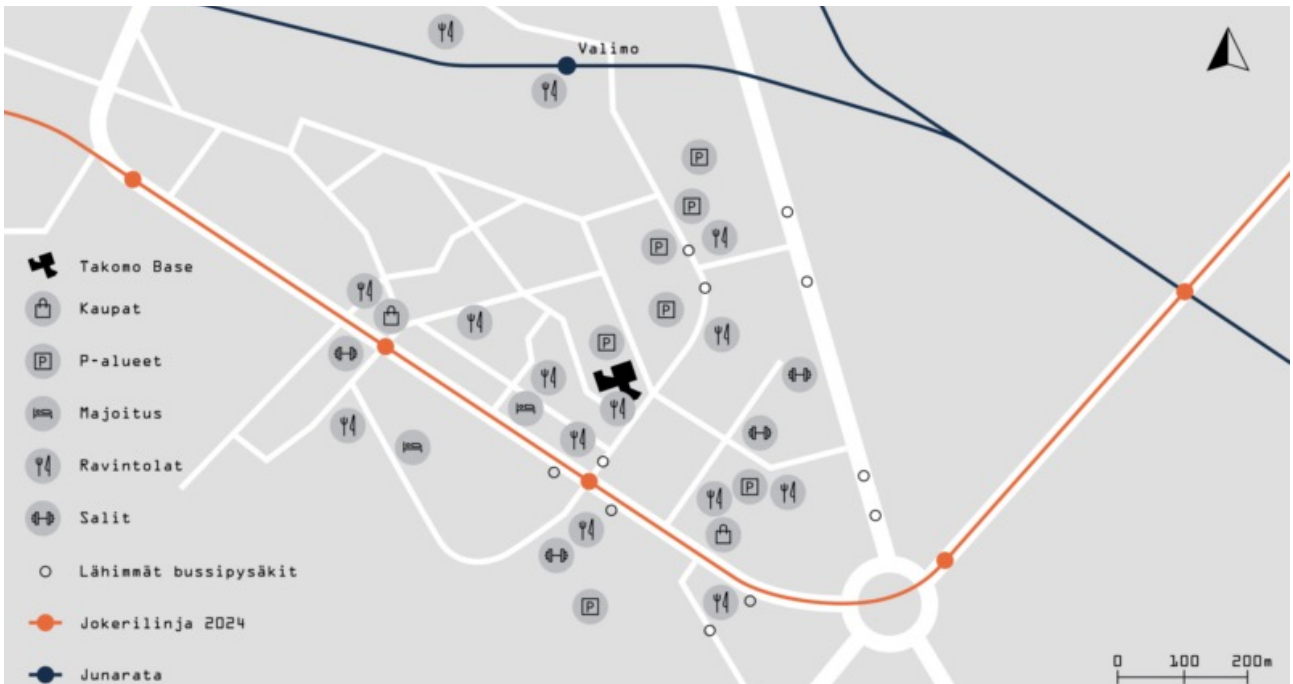 Valimo
P
P
P
P
P
P
P
Takomo Base
Kaupat
P
P-alueet
Majoitus
Ravintolat
Salit
Lähimmät bussipysäkit
Jokerilinja 2024
Junarata
0 100 200m